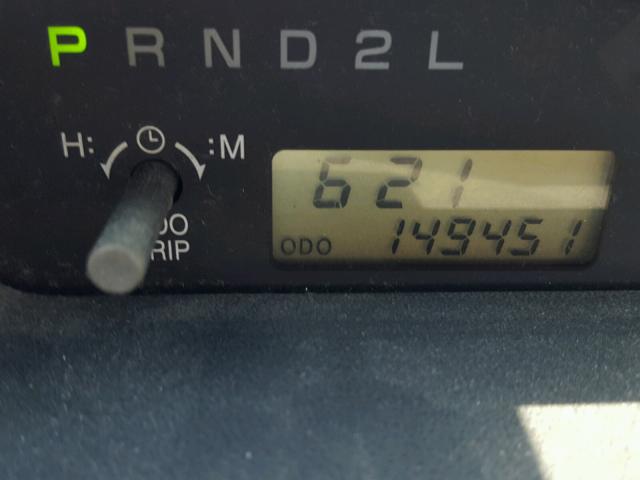 P R N D 2 L
H: :M
621
ODO 149451